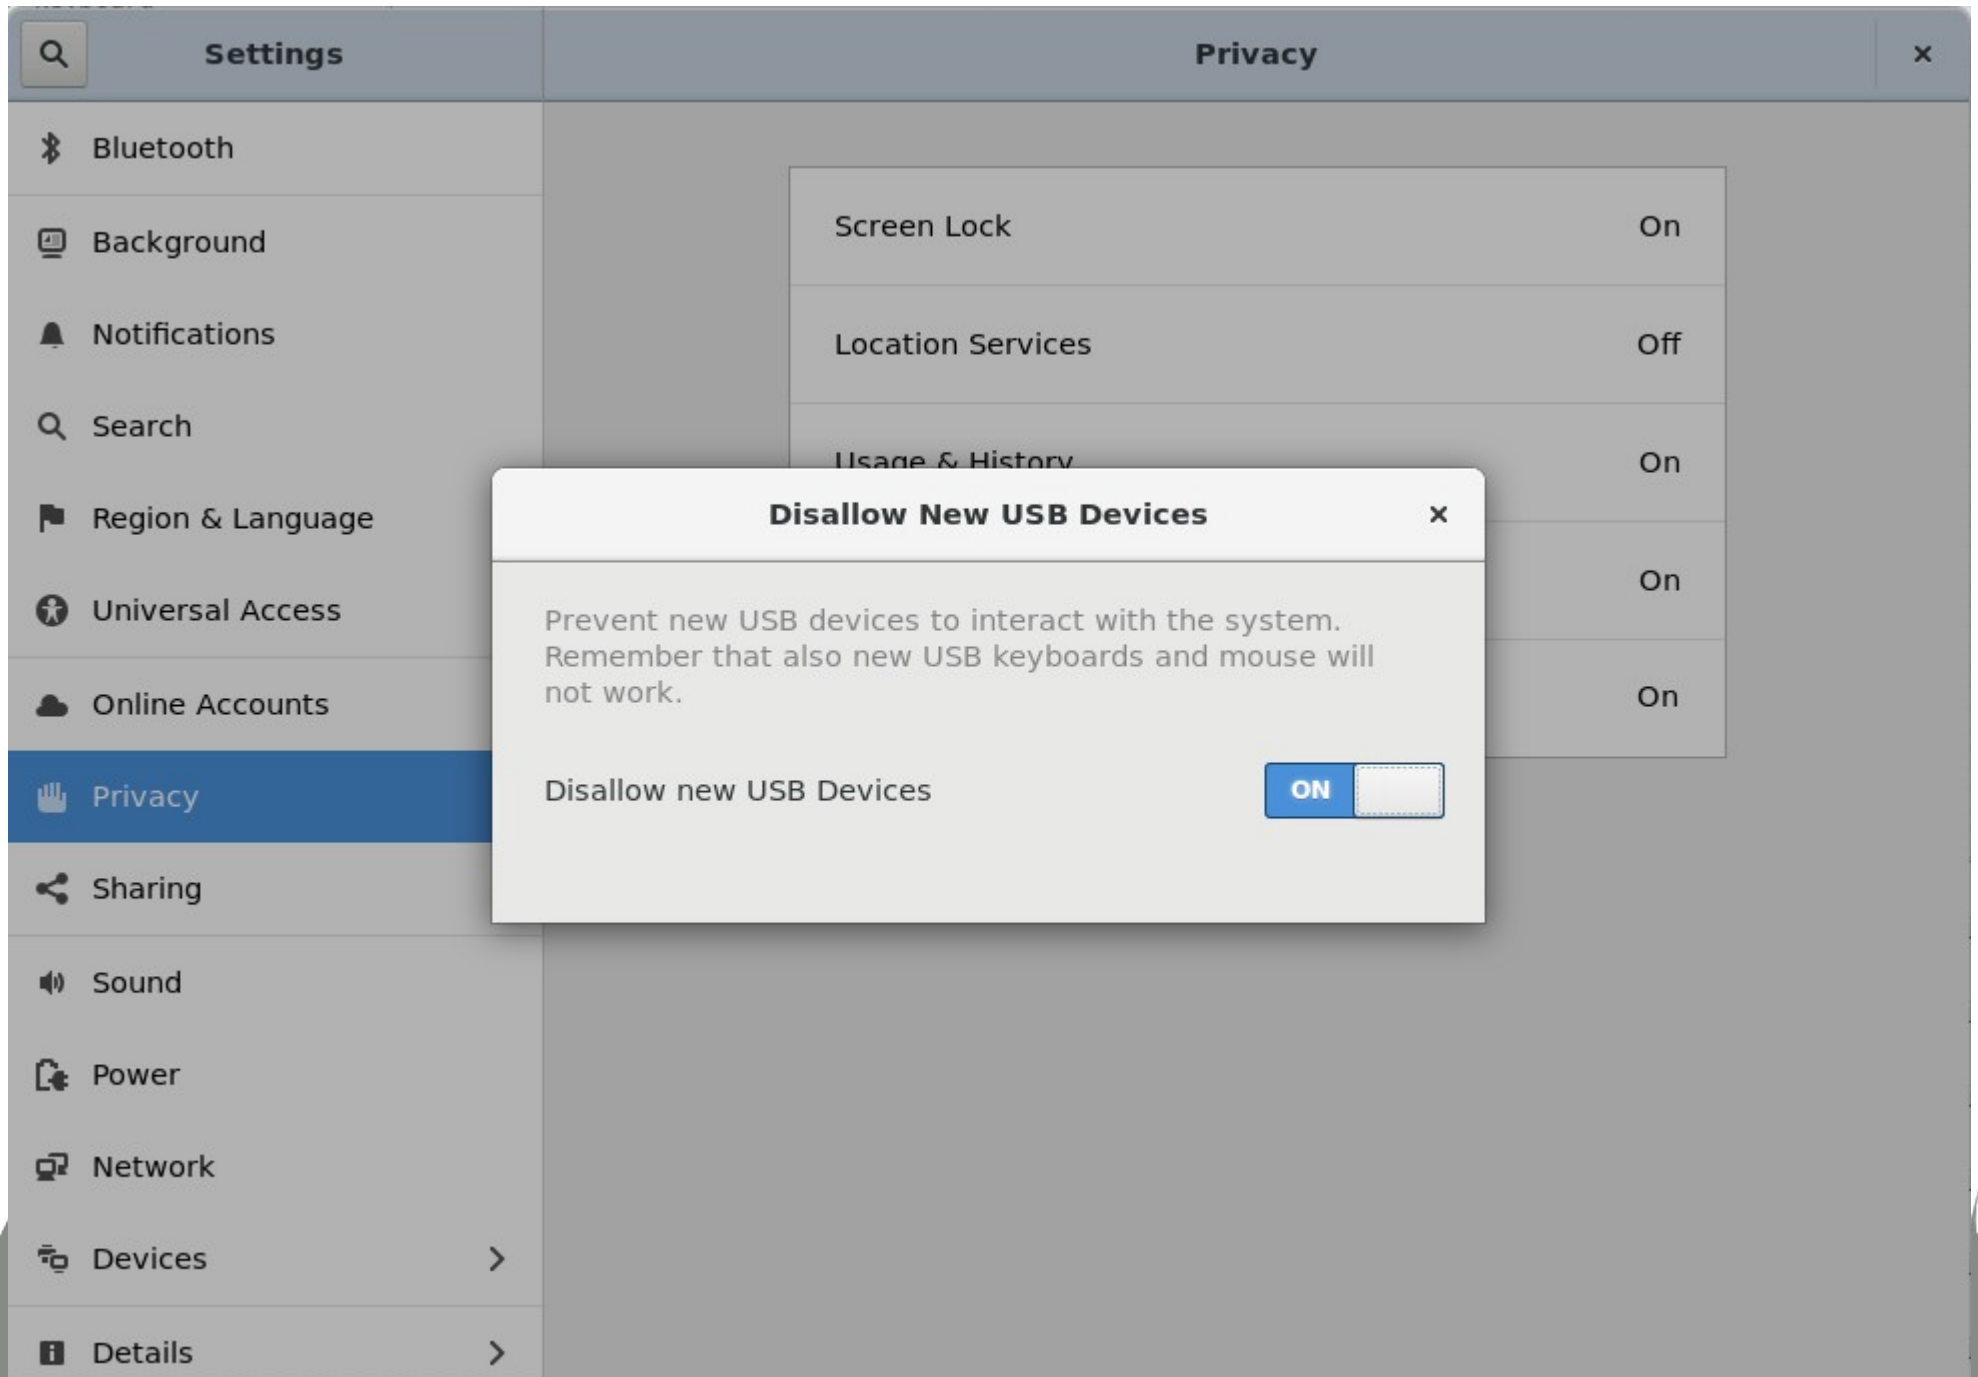 Settings
Privacy
Bluetooth
Background
Notifications
Search
Region & Language
Universal Access
Online Accounts
Privacy
Sharing
Sound
Power
Network
Devices
Details
Screen Lock On
Location Services Off
Usage & History On
On
On
Disallow New USB Devices
Prevent new USB devices to interact with the system.
Remember that also new USB keyboards and mouse will
not work.
Disallow new USB Devices ON